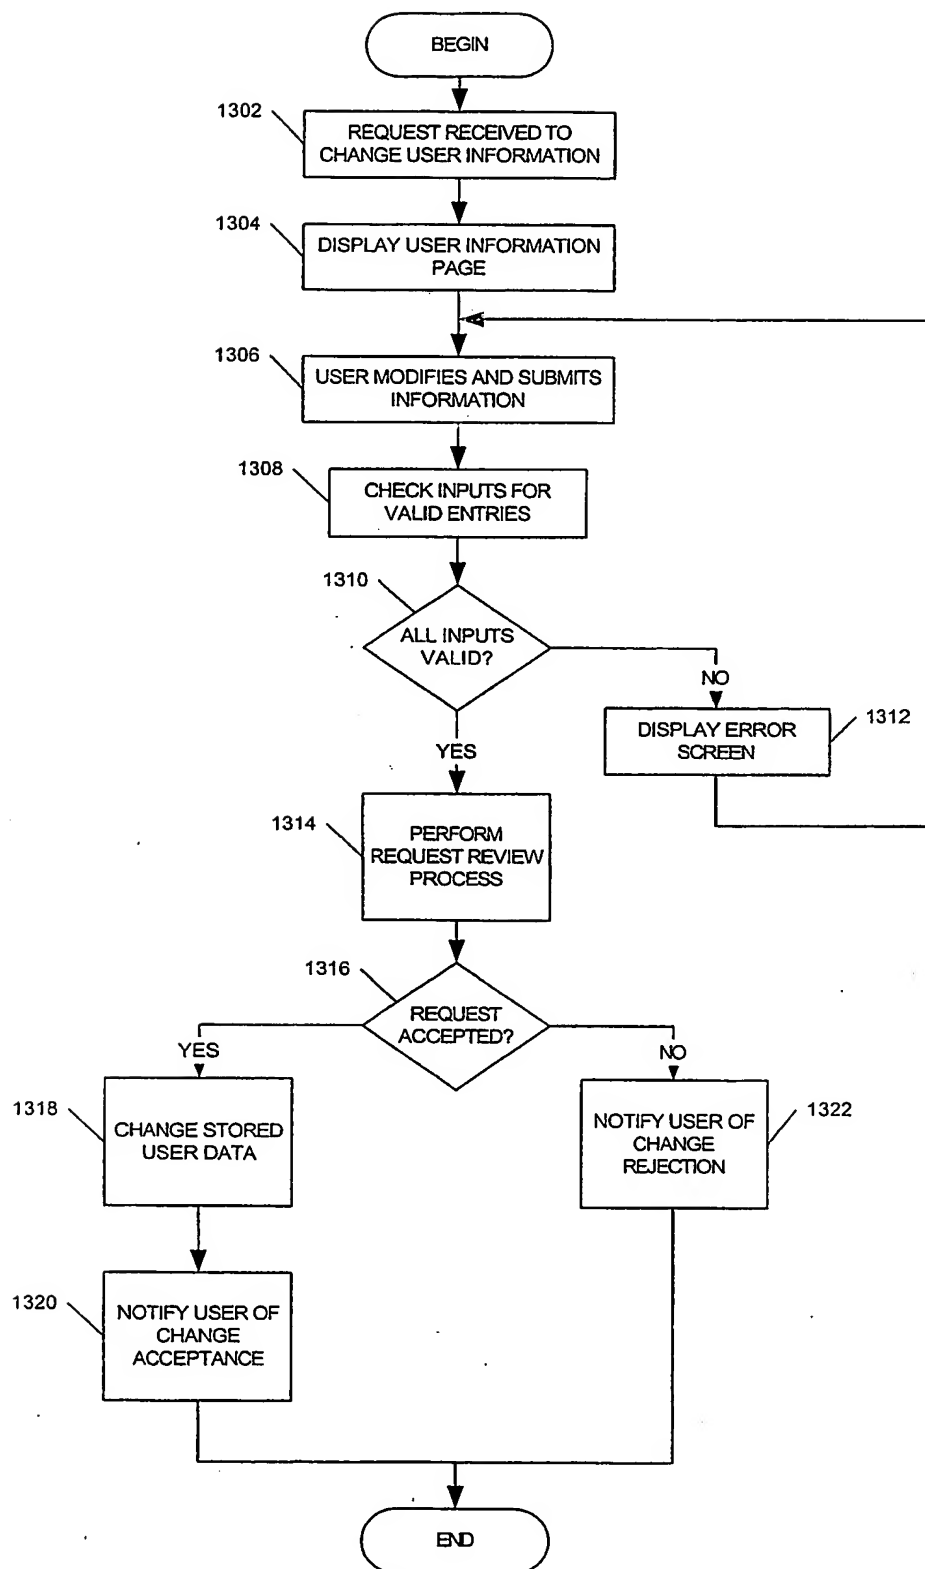 BEGIN
1302
REQUEST RECEIVED TO
CHANGE USER INFORMATION
1304
DISPLAY USER INFORMATION
PAGE
1306
USER MODIFIES AND SUBMITS
INFORMATION
1308
CHECK INPUTS FOR
VALID ENTRIES
1310
ALL INPUTS
VALID?
NO
1312
DISPLAY ERROR
SCREEN
YES
1314
PERFORM
REQUEST REVIEW
PROCESS
1316
REQUEST
ACCEPTED?
YES
NO
1318
CHANGE STORED
USER DATA
1322
NOTIFY USER OF
CHANGE
REJECTION
1320
NOTIFY USER OF
CHANGE
ACCEPTANCE
END